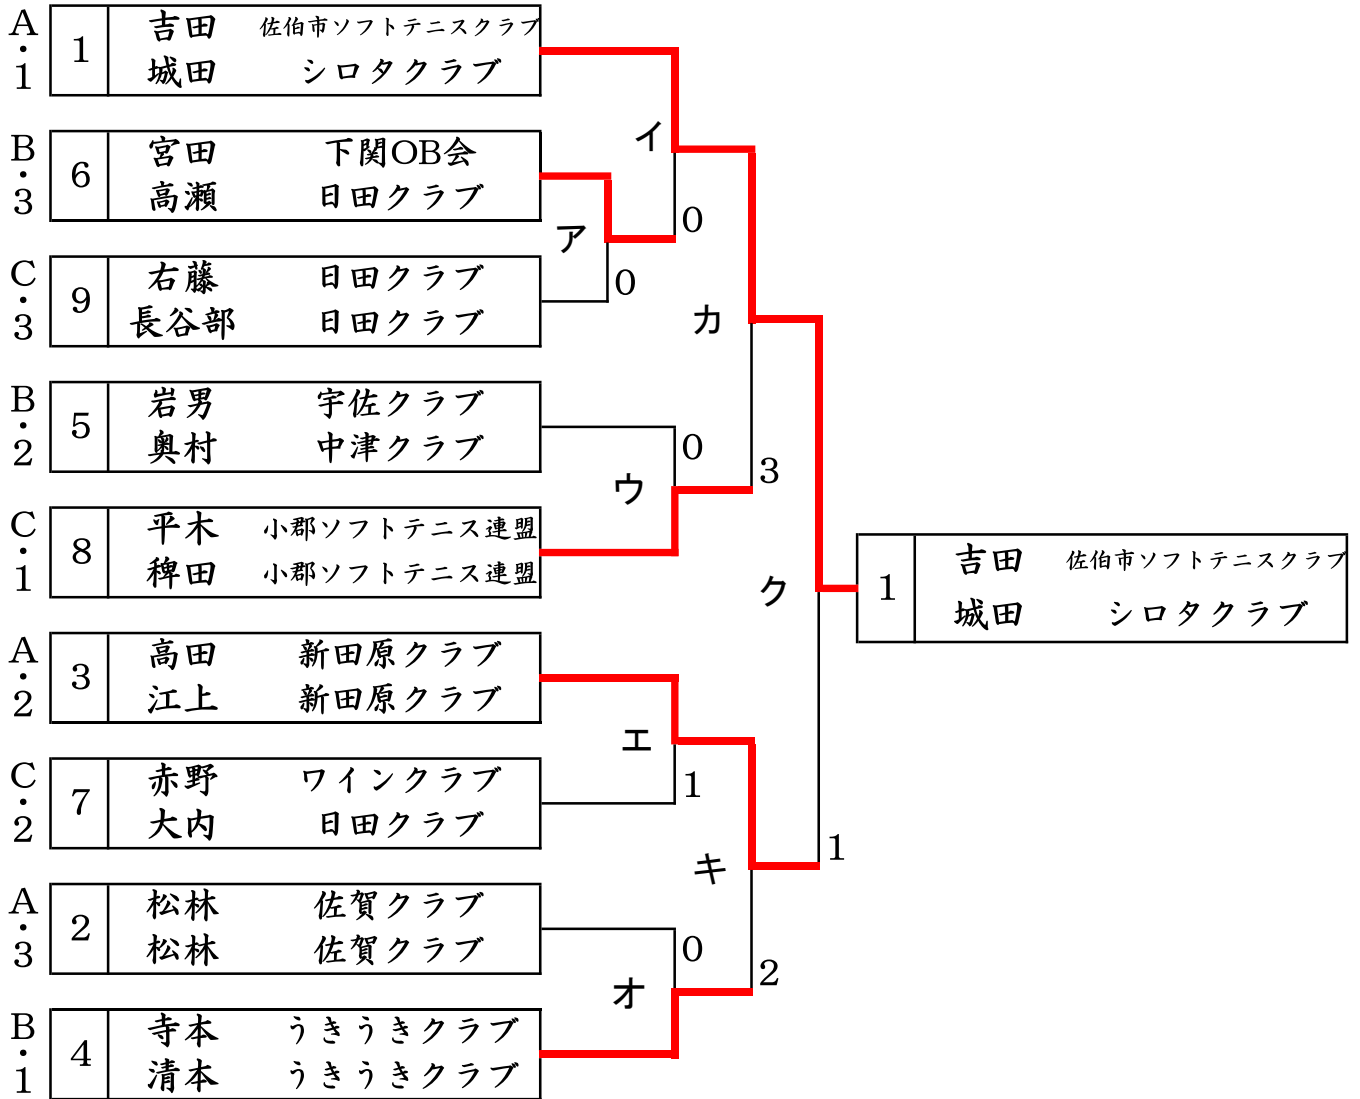 A・1 1 吉田 佐伯市ソフトテニスクラブ
城田 シロタクラブ
イ
B・3 6 宮田 下関OB会
高瀬 日田クラブ
0
ア
C・3 9 右藤 日田クラブ
長谷部 日田クラブ
0
カ
B・2 5 岩男 宇佐クラブ
奥村 中津クラブ
0
3
ウ
C・1 8 平木 小郡ソフトテニス連盟
稗田 小郡ソフトテニス連盟
ク
1 吉田 佐伯市ソフトテニスクラブ
城田 シロタクラブ
A・2 3 高田 新田原クラブ
江上 新田原クラブ
エ
C・2 7 赤野 ワインクラブ
大内 日田クラブ
1
1
キ
A・3 2 松林 佐賀クラブ
松林 佐賀クラブ
0
2
オ
B・1 4 寺本 うきうきクラブ
清本 うきうきクラブ